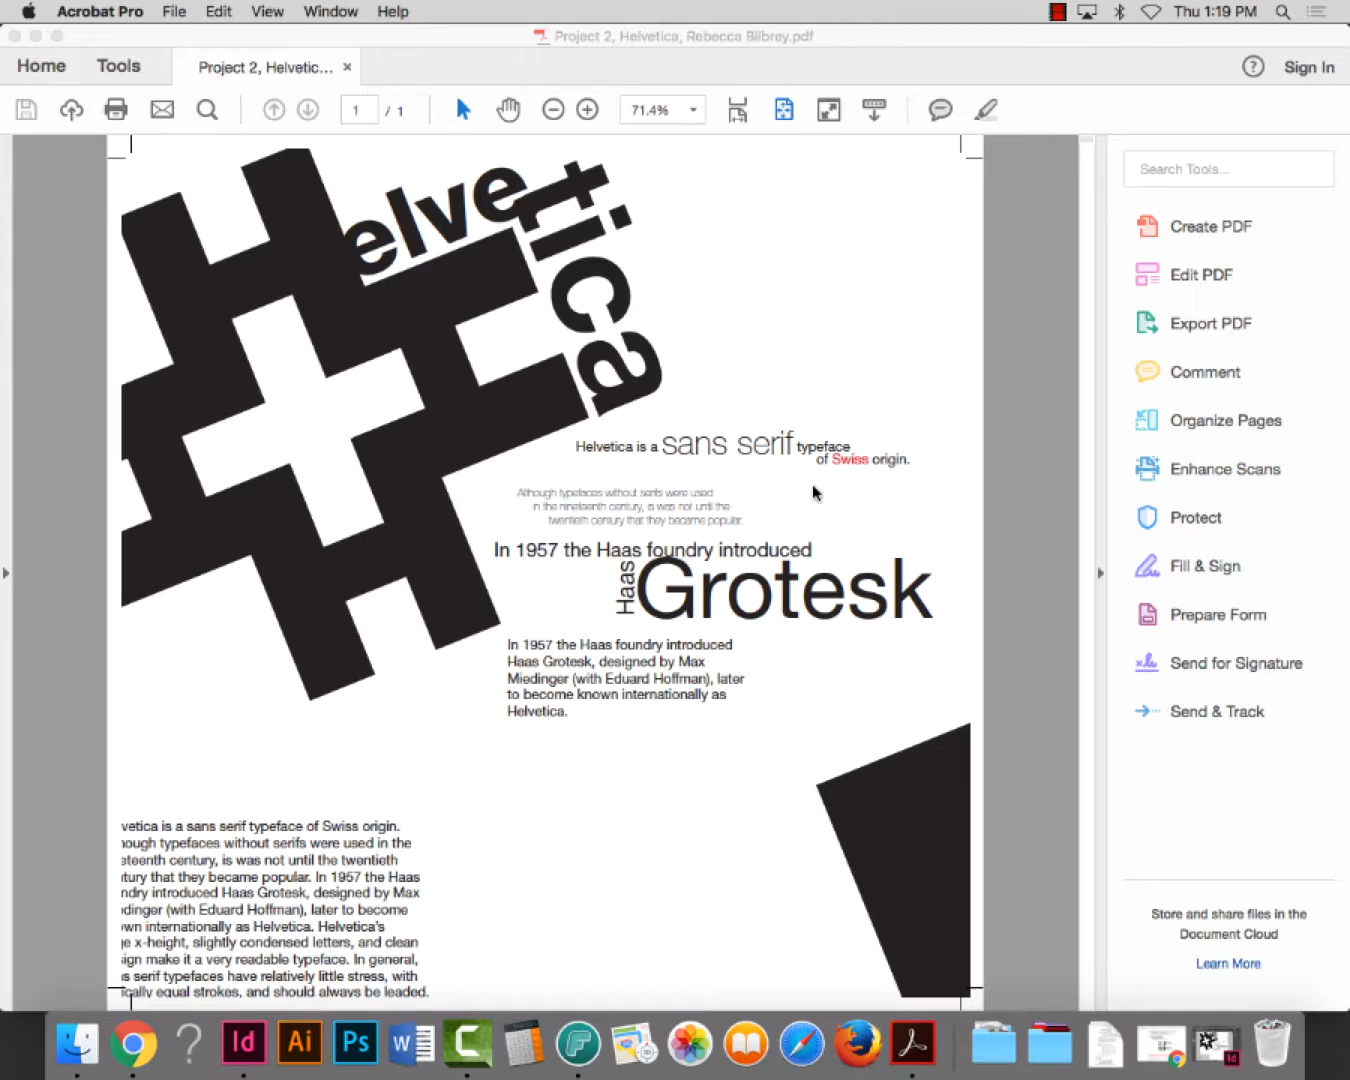 Acrobat Pro File Edit View Window Help Thu 1:19 PM
Project 2, Helvetica, Rebecca Bilbrey.pdf
Home Tools Project 2, Helvetic... × ? Sign In
1 / 1 71.4%
Helve
tica
Helvetica is a sans serif typeface
of Swiss origin.
Although typefaces without serifs were used
in the nineteenth century, is was not until the
twentieth century that they became popular.
In 1957 the Haas foundry introduced
Haas Grotesk
In 1957 the Haas foundry introduced
Haas Grotesk, designed by Max
Miedinger (with Eduard Hoffman), later
to become known internationally as
Helvetica.
vetica is a sans serif typeface of Swiss origin.
ough typefaces without serifs were used in the
eteenth century, is was not until the twentieth
tury that they became popular. In 1957 the Haas
ndry introduced Haas Grotesk, designed by Max
dinger (with Eduard Hoffman), later to become
wn internationally as Helvetica. Helvetica's
e x-height, slightly condensed letters, and clean
ign make it a very readable typeface. In general,
s serif typefaces have relatively little stress, with
ically equal strokes, and should always be leaded.
Search Tools...
Create PDF
Edit PDF
Export PDF
Comment
Organize Pages
Enhance Scans
Protect
Fill & Sign
Prepare Form
Send for Signature
Send & Track
Store and share files in the
Document Cloud
Learn More
Id Ai Ps W C F